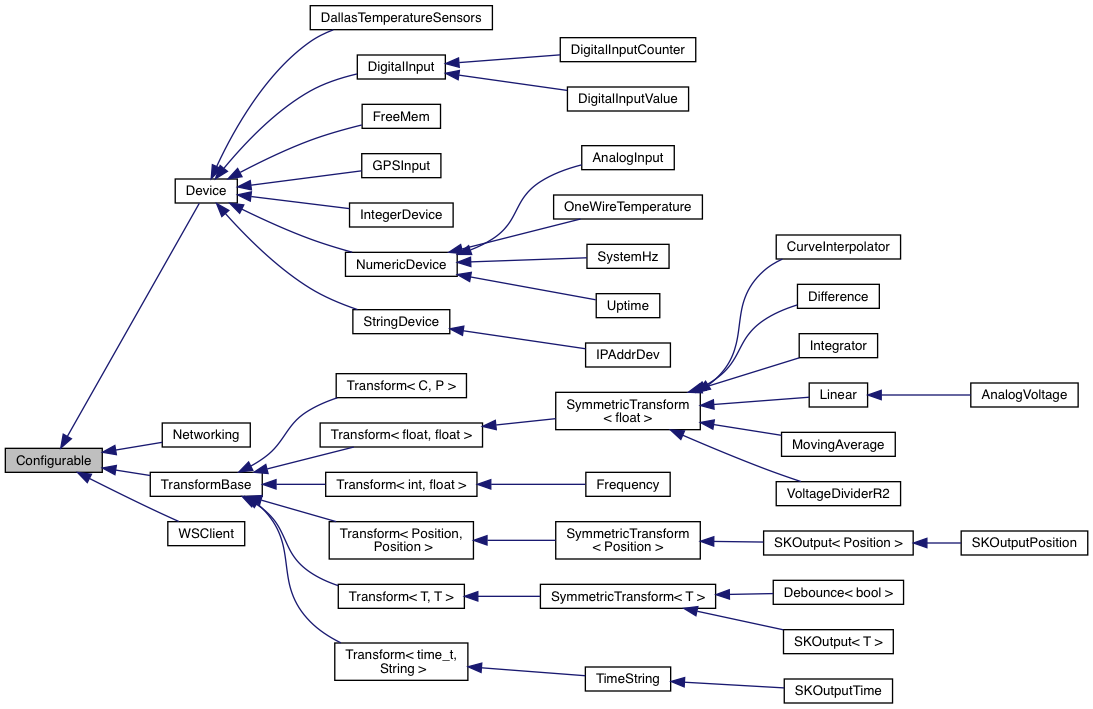 DallasTemperatureSensors
DigitalInputCounter
DigitalInput
DigitalInputValue
FreeMem
AnalogInput
GPSInput
Device
OneWireTemperature
IntegerDevice
CurveInterpolator
SystemHz
NumericDevice
Difference
Uptime
StringDevice
Integrator
IPAddrDev
Transform< C, P >
Linear
AnalogVoltage
SymmetricTransform
< float >
Networking
Transform< float, float >
MovingAverage
Configurable
TransformBase
Transform< int, float >
Frequency
VoltageDividerR2
WSClient
Transform< Position,
Position >
SymmetricTransform
< Position >
SKOutput< Position >
SKOutputPosition
Transform< T, T >
SymmetricTransform< T >
Debounce< bool >
SKOutput< T >
Transform< time_t,
String >
TimeString
SKOutputTime